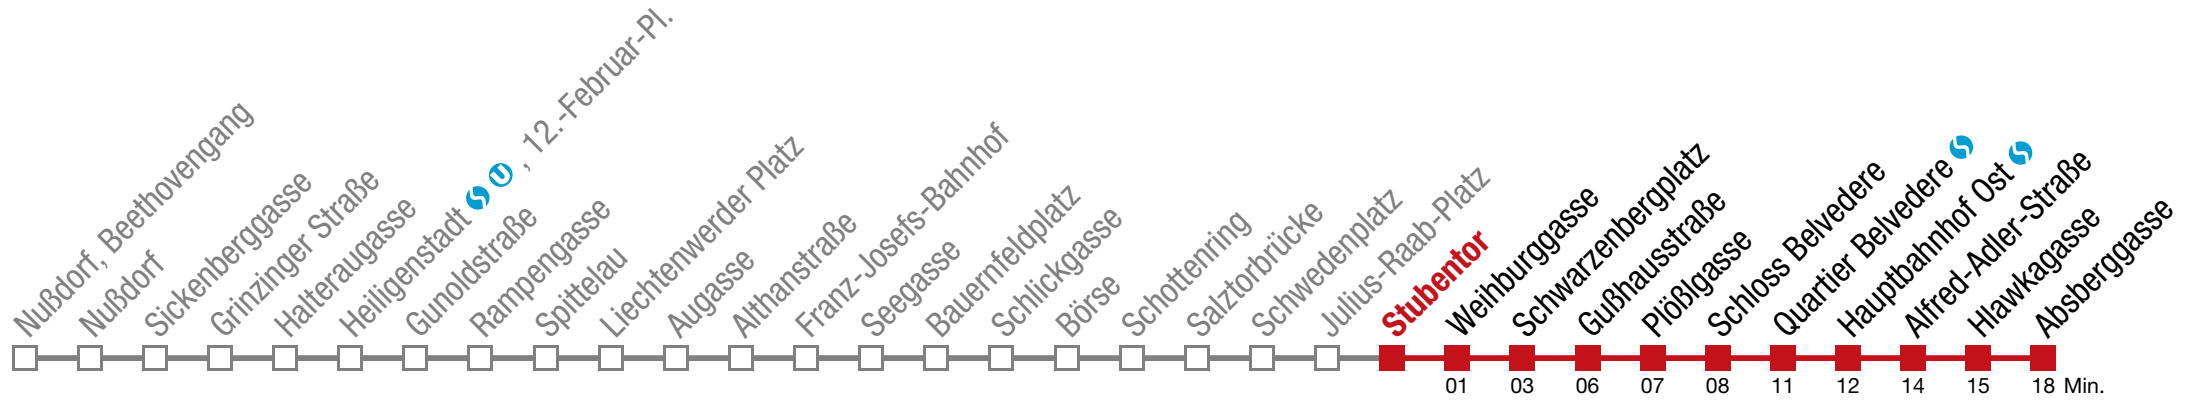 Nußdorf, Beethovengang
Nußdorf
Sickenberggasse
Grinzinger Straße
Halteraugasse
Heiligenstadt S U , 12.-Februar-Pl.
Gunoldstraße
Rampengasse
Spittelau
Liechtenwerder Platz
Augasse
Althanstraße
Franz-Josefs-Bahnhof
Seegasse
Bauernfeldplatz
Schlickgasse
Börse
Schottenring
Salztorbrücke
Schwedenplatz
Julius-Raab-Platz
Stubentor
Weihburggasse
Schwarzenbergplatz
Gußhausstraße
Plößlgasse
Schloss Belvedere
Quartier Belvedere S
Hauptbahnhof Ost S
Alfred-Adler-Straße
Hlawkagasse
Absberggasse
01 03 06 07 08 11 12 14 15 18 Min.